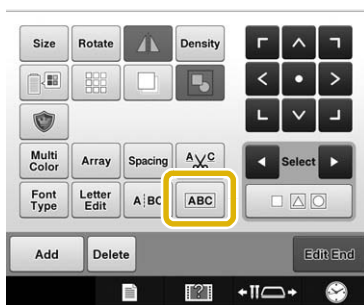 Size Rotate Density
Multi Color Array Spacing A C
Font Type Letter Edit A BC ABC
Select
Add Delete Edit End
?